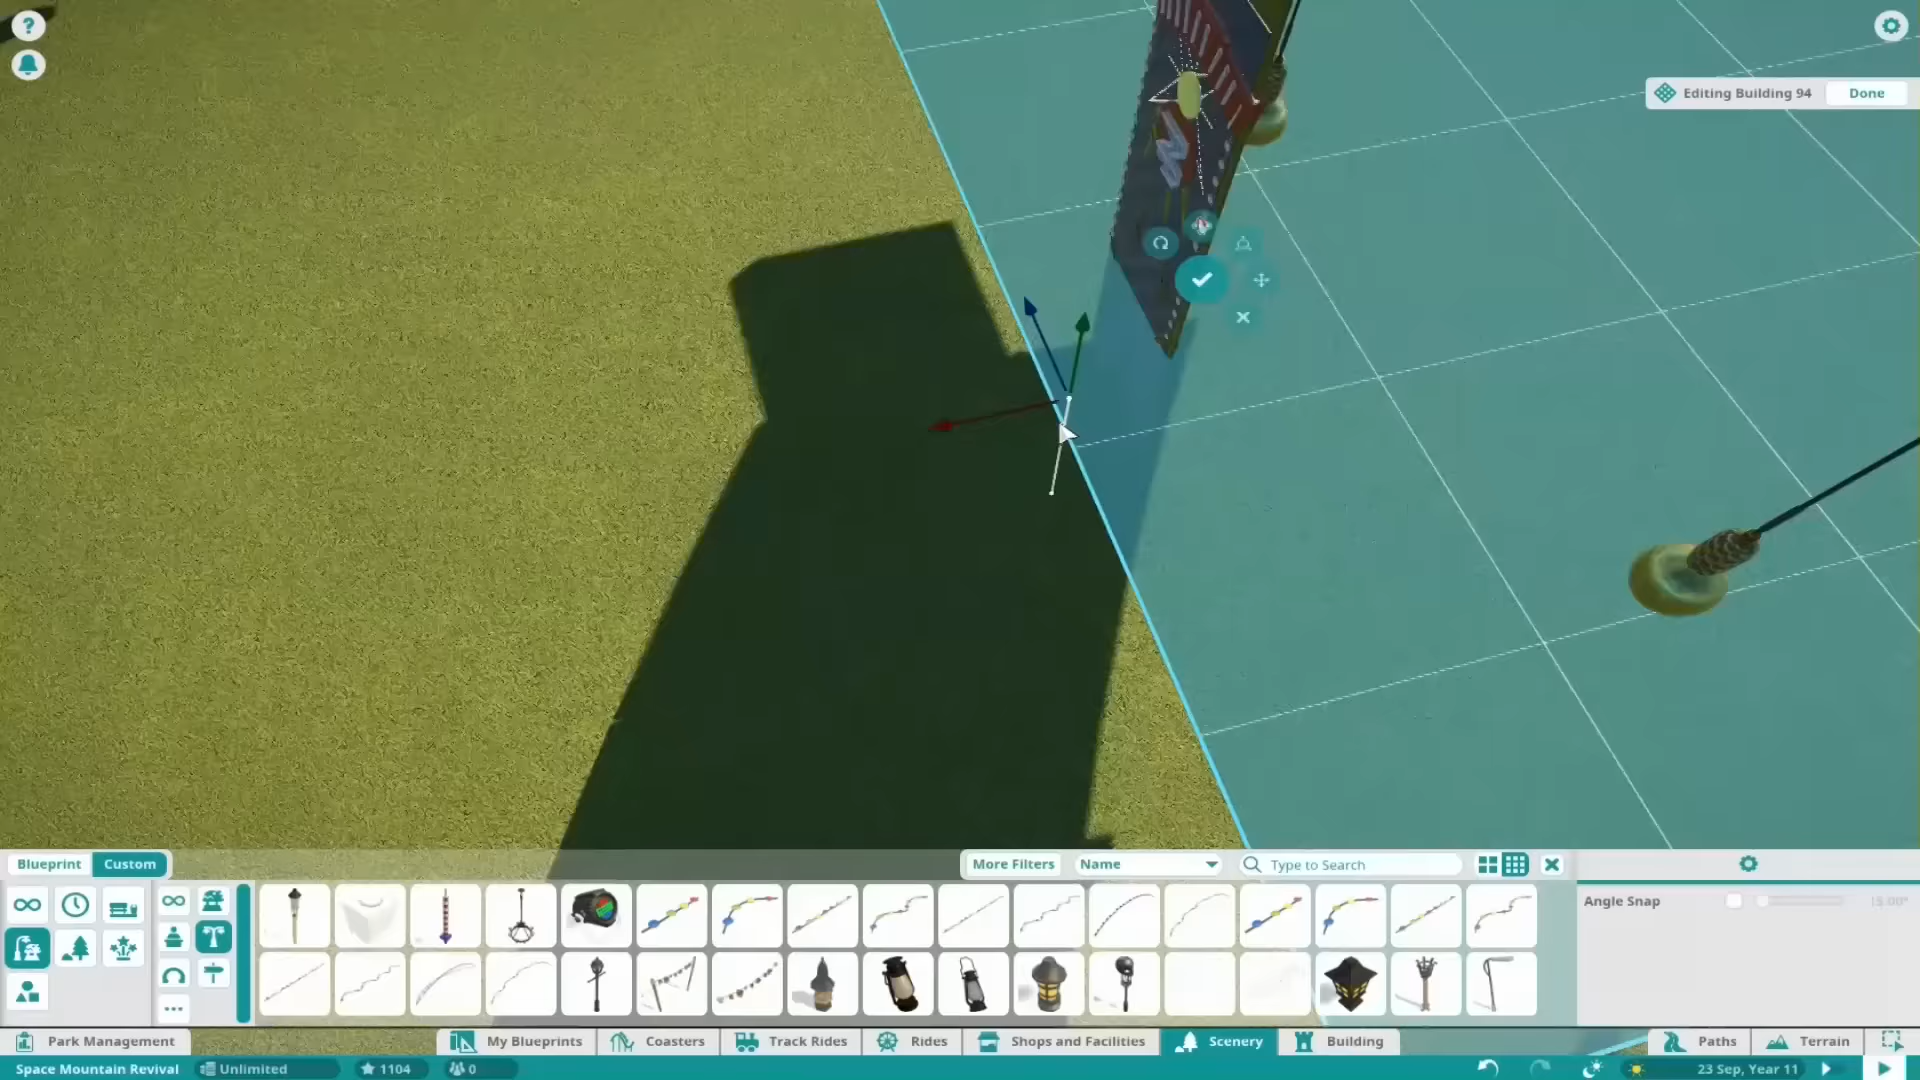 ?
Editing Building 94
Done
Blueprint
Custom
More Filters
Name
Type to Search
Angle Snap
15.00°
Park Management
My Blueprints
Coasters
Track Rides
Rides
Shops and Facilities
Scenery
Building
Paths
Terrain
Space Mountain Revival
Unlimited
1104
0
23 Sep, Year 11